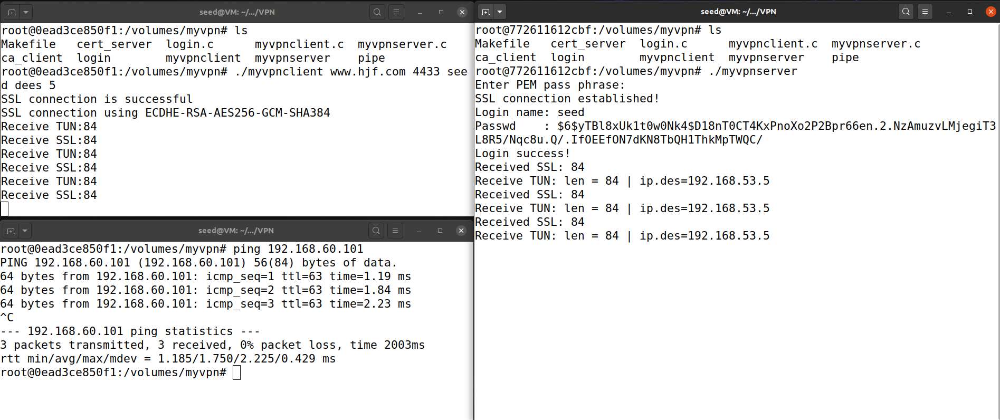 seed@VM: ~/.../VPN
root@0ead3ce850f1:/volumes/myvpn# ls
Makefile   cert_server  login.c      myvpnclient.c  myvpnserver.c
ca_client  login        myvpnclient  myvpnserver    pipe
root@0ead3ce850f1:/volumes/myvpn# ./myvpnclient www.hjf.com 4433 see
d dees 5
SSL connection is successful
SSL connection using ECDHE-RSA-AES256-GCM-SHA384
Receive TUN:84
Receive SSL:84
Receive TUN:84
Receive SSL:84
Receive TUN:84
Receive SSL:84
seed@VM: ~/.../VPN
root@0ead3ce850f1:/volumes/myvpn# ping 192.168.60.101
PING 192.168.60.101 (192.168.60.101) 56(84) bytes of data.
64 bytes from 192.168.60.101: icmp_seq=1 ttl=63 time=1.19 ms
64 bytes from 192.168.60.101: icmp_seq=2 ttl=63 time=1.84 ms
64 bytes from 192.168.60.101: icmp_seq=3 ttl=63 time=2.23 ms
^C
--- 192.168.60.101 ping statistics ---
3 packets transmitted, 3 received, 0% packet loss, time 2003ms
rtt min/avg/max/mdev = 1.185/1.750/2.225/0.429 ms
root@0ead3ce850f1:/volumes/myvpn#
seed@VM: ~/.../VPN
root@772611612cbf:/volumes/myvpn# ls
Makefile   cert_server  login.c      myvpnclient.c  myvpnserver.c
ca_client  login        myvpnclient  myvpnserver    pipe
root@772611612cbf:/volumes/myvpn# ./myvpnserver
Enter PEM pass phrase:
SSL connection established!
Login name: seed
Passwd    : $6$yTBl8xUk1t0w0Nk4$D18nT0CT4KxPnoXo2P2Bpr66en.2.NzAmuzvLMjegiT3
L8R5/Nqc8u.Q/.IfOEEfON7dKN8TbQH1ThkMpTWQC/
Login success!
Received SSL: 84
Receive TUN: len = 84 | ip.des=192.168.53.5
Received SSL: 84
Receive TUN: len = 84 | ip.des=192.168.53.5
Received SSL: 84
Receive TUN: len = 84 | ip.des=192.168.53.5